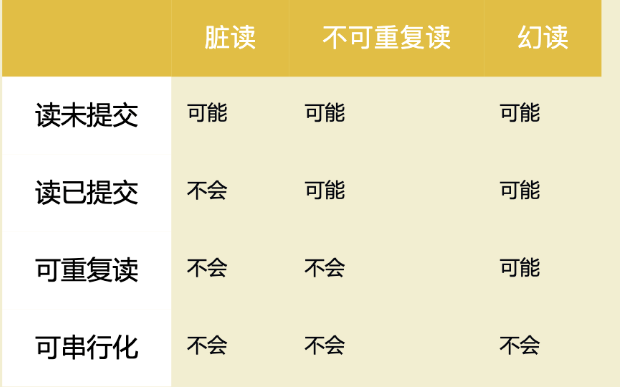 脏读 不可重复读 幻读
读未提交 可能 可能 可能
读已提交 不会 可能 可能
可重复读 不会 不会 可能
可串行化 不会 不会 不会